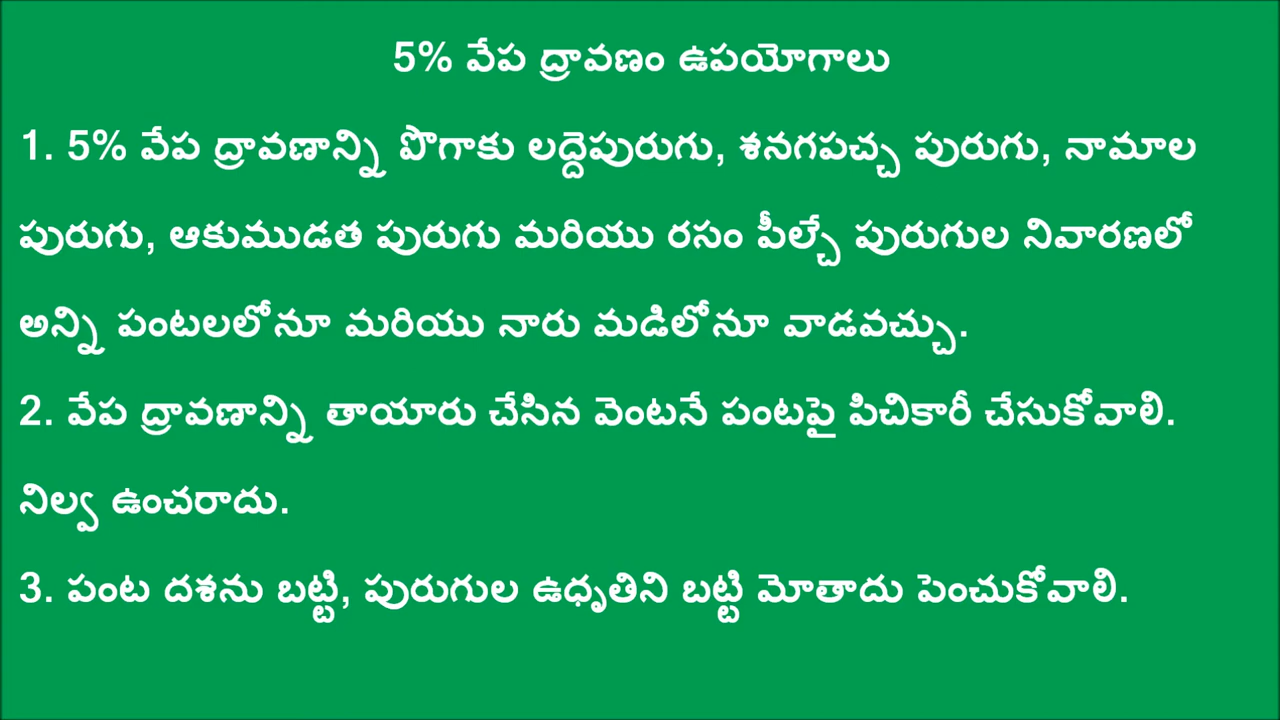 5% వేప ద్రావణం ఉపయోగాలు
1. 5% వేప ద్రావణాన్ని పొగాకు లద్దెపురుగు, శనగపచ్చ పురుగు, నామాల
పురుగు, ఆకుముడత పురుగు మరియు రసం పీల్చే పురుగుల నివారణలో
అన్ని పంటలలోనూ మరియు నారు మడిలోనూ వాడవచ్చు.
2. వేప ద్రావణాన్ని తాయారు చేసిన వెంటనే పంటపై పిచికారీ చేసుకోవాలి.
నిల్వ ఉంచరాదు.
3. పంట దశను బట్టి, పురుగుల ఉధృతిని బట్టి మోతాదు పెంచుకోవాలి.